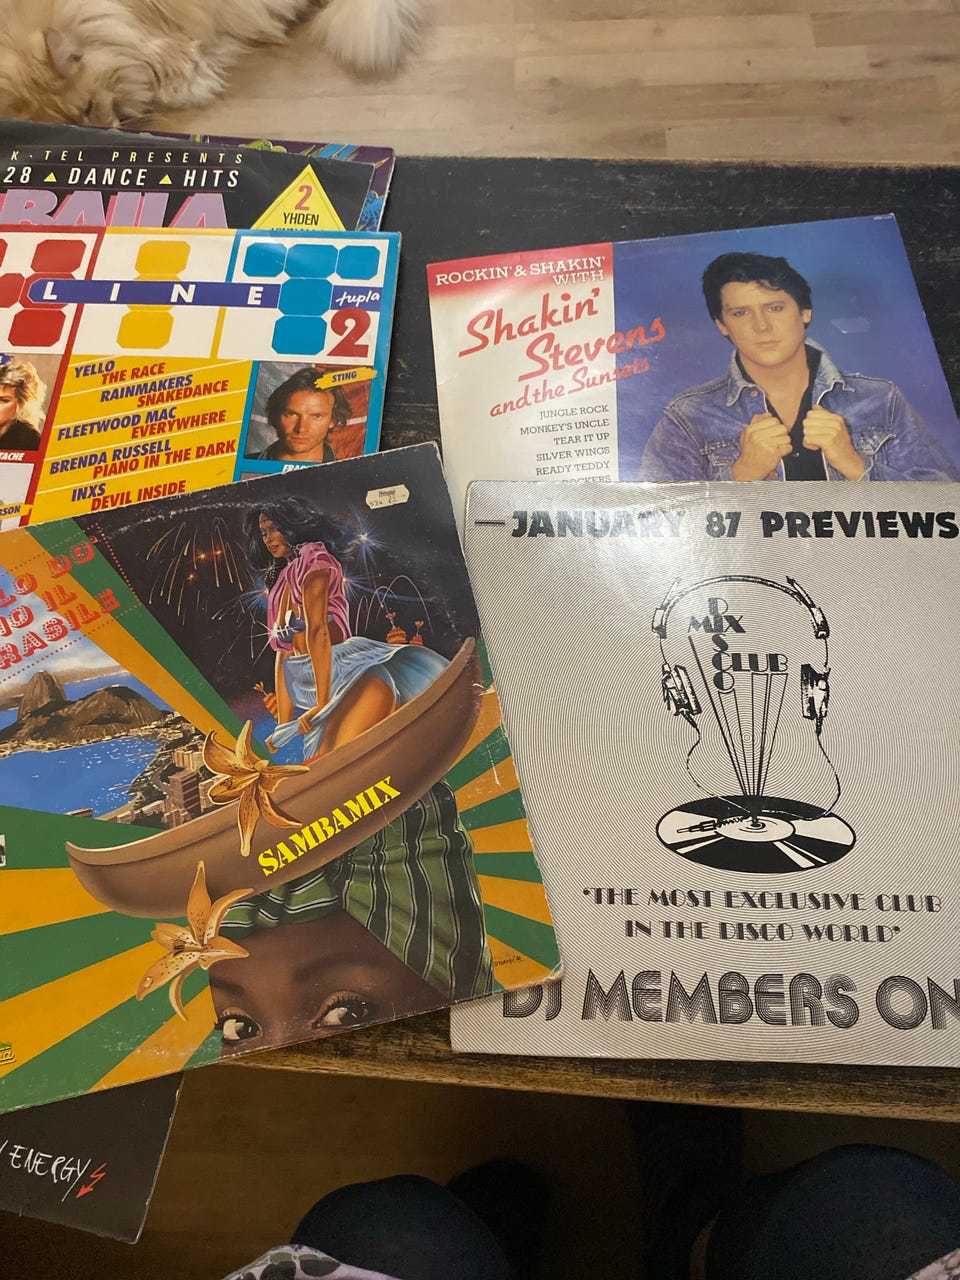 K·TEL PRESENTS
28 ▲ DANCE ▲ HITS
2
YHDEN
LINE
tupla
2
YELLO
THE RACE
RAINMAKERS
SNAKEDANCE
FLEETWOOD MAC
EVERYWHERE
BRENDA RUSSELL
PIANO IN THE DARK
INXS
DEVIL INSIDE
STING
ROCKIN' & SHAKIN'
WITH
Shakin'
Stevens
and the Sunsets
JUNGLE ROCK
MONKEY'S UNCLE
TEAR IT UP
SILVER WINGS
READY TEDDY
SAMBAMIX
—JANUARY 87 PREVIEWS
DISCO
MIX
CLUB
"THE MOST EXCLUSIVE CLUB
IN THE DISCO WORLD"
DJ MEMBERS ON
ENERGY